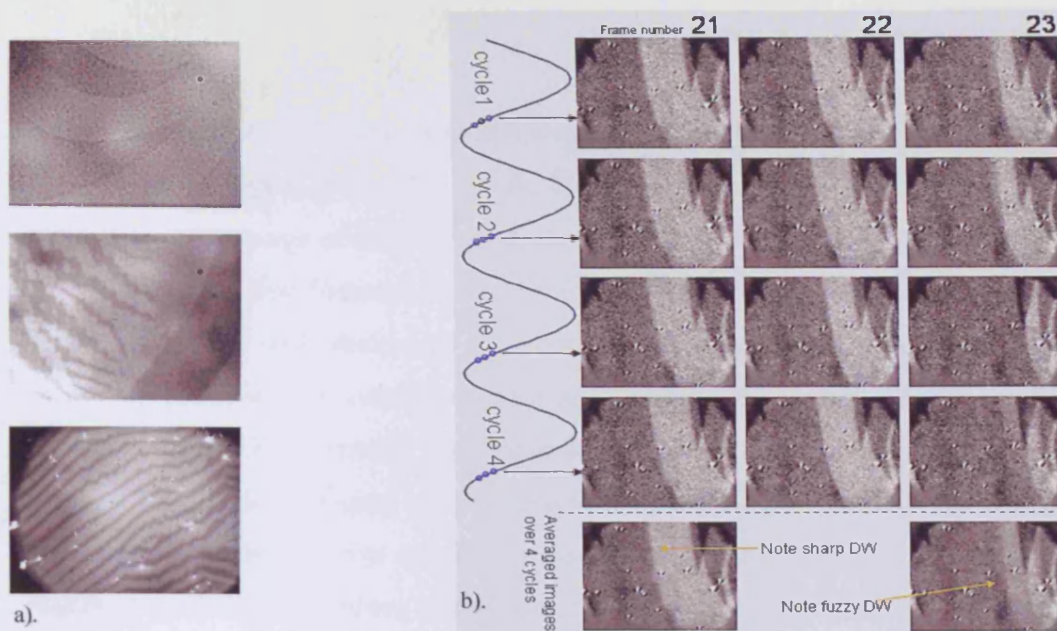 Frame number 21 22 23
cycle1
cycle 2
cycle 3
cycle 4
Averaged images
over 4 cycles
Note sharp DW
Note fuzzy DW
a).
b).